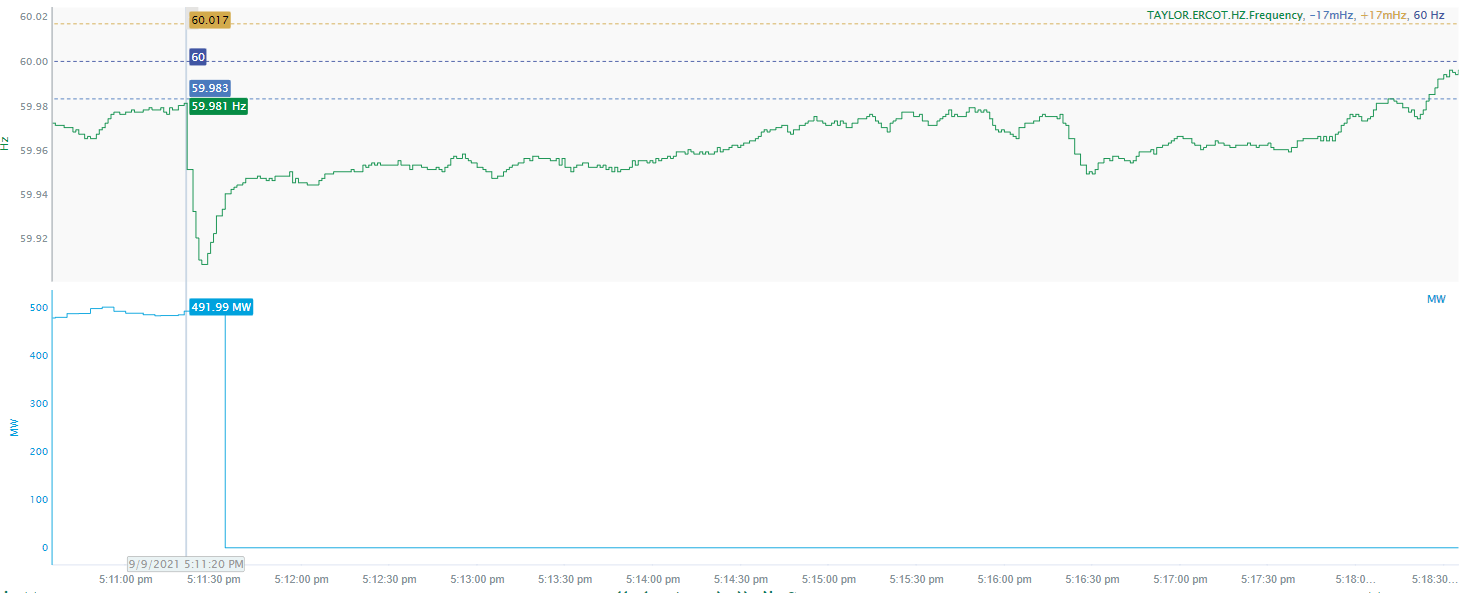 60.02
60.017
TAYLOR.ERCOT.HZ.Frequency, -17mHz, +17mHz, 60 Hz
60.00
60
59.983
59.98
59.981 Hz
Hz
59.96
59.94
59.92
500
491.99 MW
MW
400
300
MW
200
100
0
9/9/2021 5:11:20 PM
5:11:00 pm 5:11:30 pm 5:12:00 pm 5:12:30 pm 5:13:00 pm 5:13:30 pm 5:14:00 pm 5:14:30 pm 5:15:00 pm 5:15:30 pm 5:16:00 pm 5:16:30 pm 5:17:00 pm 5:17:30 pm 5:18:0... 5:18:30...